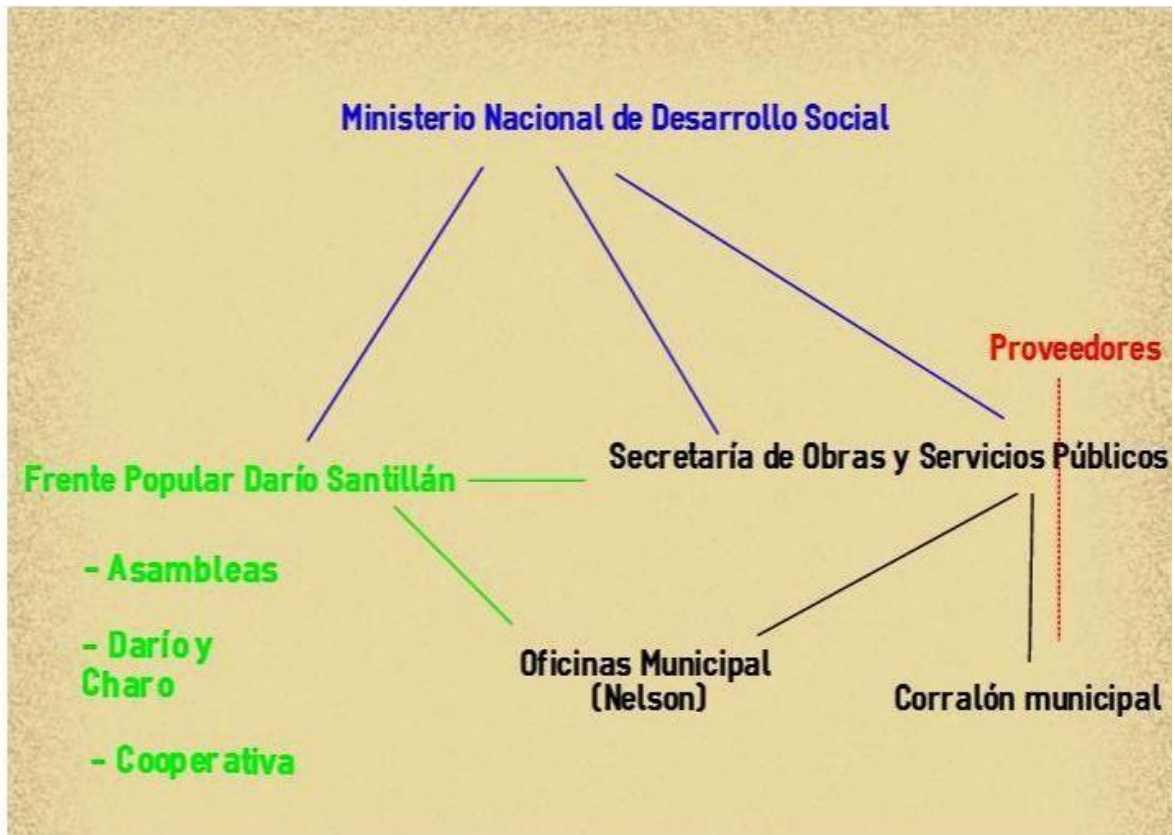 Ministerio Nacional de Desarrollo Social
Proveedores
Secretaría de Obras y Servicios Públicos
Frente Popular Darío Santillán
- Asambleas
- Darío y
Charo
- Cooperativa
Oficinas Municipal
(Nelson)
Corralón municipal